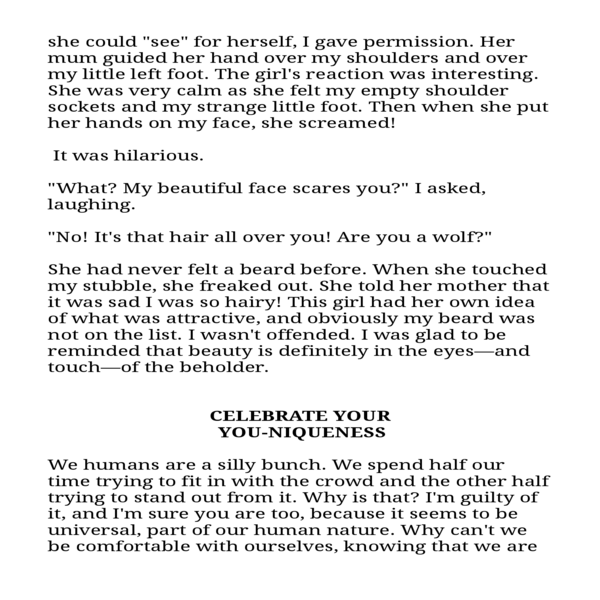 she could "see" for herself, I gave permission. Her
mum guided her hand over my shoulders and over
my little left foot. The girl's reaction was interesting.
She was very calm as she felt my empty shoulder
sockets and my strange little foot. Then when she put
her hands on my face, she screamed!
It was hilarious.
"What? My beautiful face scares you?" I asked,
laughing.
"No! It's that hair all over you! Are you a wolf?"
She had never felt a beard before. When she touched
my stubble, she freaked out. She told her mother that
it was sad I was so hairy! This girl had her own idea
of what was attractive, and obviously my beard was
not on the list. I wasn't offended. I was glad to be
reminded that beauty is definitely in the eyes—and
touch—of the beholder.
CELEBRATE YOUR
YOU-NIQUENESS
We humans are a silly bunch. We spend half our
time trying to fit in with the crowd and the other half
trying to stand out from it. Why is that? I'm guilty of
it, and I'm sure you are too, because it seems to be
universal, part of our human nature. Why can't we
be comfortable with ourselves, knowing that we are